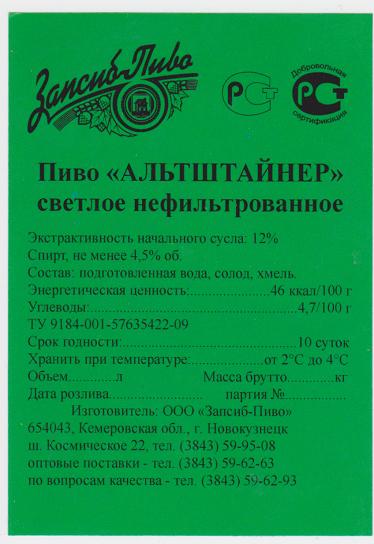 Запсиб-Пиво
РСт
Добровольная
РСт
сертификация
Пиво «АЛЬТШТАЙНЕР»
светлое нефильтрованное
Экстрактивность начального сусла: 12%
Спирт, не менее 4,5% об.
Состав: подготовленная вода, солод, хмель.
Энергетическая ценность:....................46 ккал/100 г
Углеводы:....................................................4,7/100 г
ТУ 9184-001-57635422-09
Срок годности:............................................10 суток
Хранить при температуре:..................от 2°С до 4°С
Объем..........л Масса брутто............кг
Дата розлива........................ партия №...............
Изготовитель: ООО «Запсиб-Пиво»
654043, Кемеровская обл., г. Новокузнецк
ш. Космическое 22, тел. (3843) 59-95-08
оптовые поставки - тел. (3843) 59-62-63
по вопросам качества - тел. (3843) 59-62-93